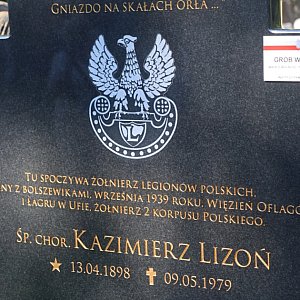 GNIAZDO NA SKAŁACH ORŁA ...
L
GRÓB W
TU SPOCZYWA ŻOŁNIERZ LEGIONÓW POLSKICH,
NY Z BOLSZEWIKAMI, WRZEŚNIA 1939 ROKU, WIĘZIEŃ OFLAGÓ
I ŁAGRU W UFIE, ŻOŁNIERZ 2 KORPUSU POLSKIEGO.
ŚP. CHOR. KAZIMIERZ LIZOŃ
13.04.1898 09.05.1979